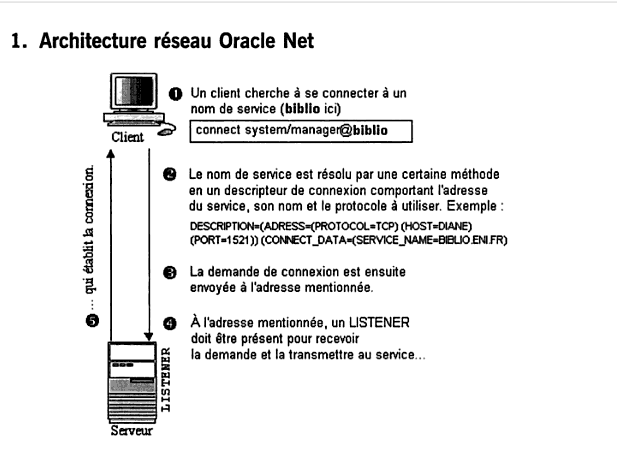 1. Architecture réseau Oracle Net
❶ Un client cherche à se connecter à un
nom de service (biblio ici)
connect system/manager@biblio
Client
❷ Le nom de service est résolu par une certaine méthode
en un descripteur de connexion comportant l'adresse
du service, son nom et le protocole à utiliser. Exemple :
DESCRIPTION=(ADRESS=(PROTOCOL=TCP) (HOST=DIANE)
(PORT=1521)) (CONNECT_DATA=(SERVICE_NAME=BIBLIO.ENI.FR)
❸ La demande de connexion est ensuite
envoyée à l'adresse mentionnée.
❹ À l'adresse mentionnée, un LISTENER
doit être présent pour recevoir
la demande et la transmettre au service...
❺ ... qui établit la connexion.
LISTENER
Serveur